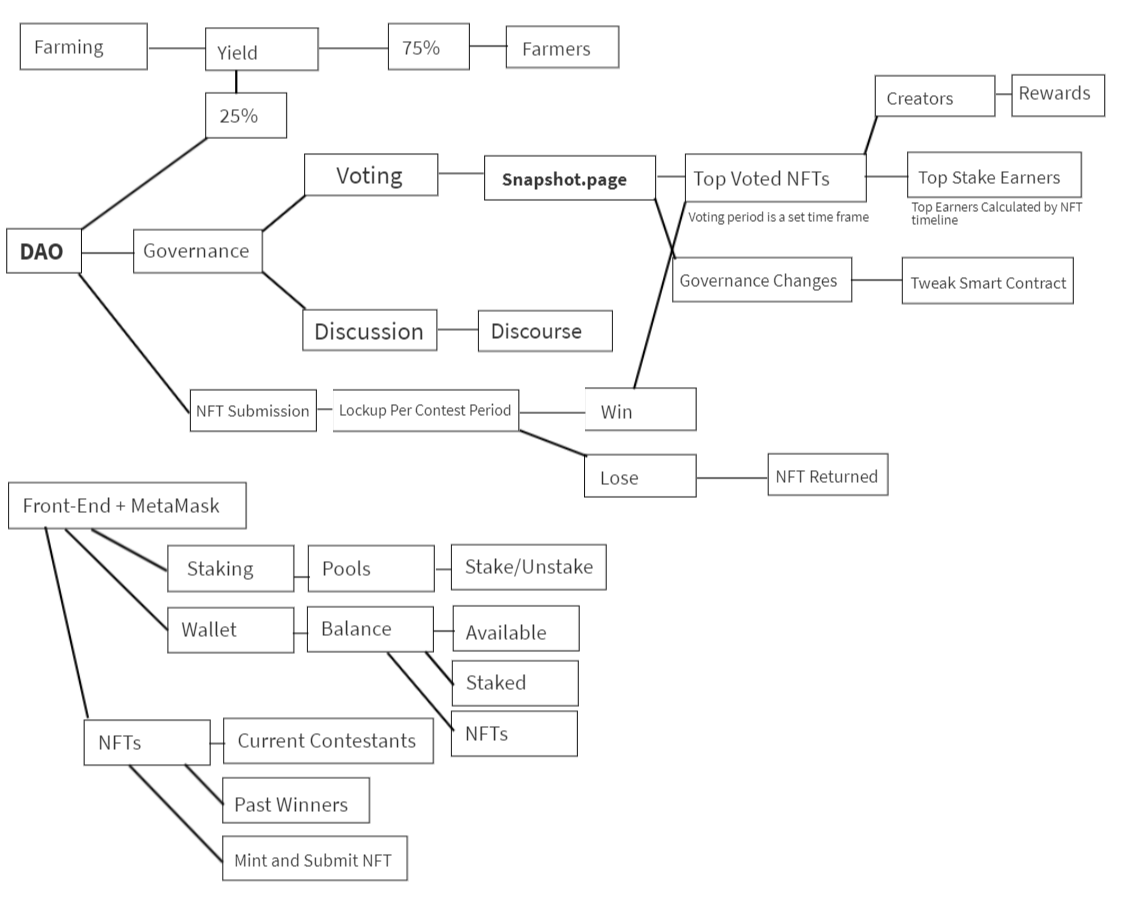 Farming
Yield
75%
Farmers
25%
Creators
Rewards
Voting
Snapshot.page
Top Voted NFTs
Top Stake Earners
Voting period is a set time frame
Top Earners Calculated by NFT
timeline
DAO
Governance
Governance Changes
Tweak Smart Contract
Discussion
Discourse
NFT Submission
Lockup Per Contest Period
Win
Lose
NFT Returned
Front-End + MetaMask
Staking
Pools
Stake/Unstake
Wallet
Balance
Available
Staked
NFTs
NFTs
Current Contestants
Past Winners
Mint and Submit NFT